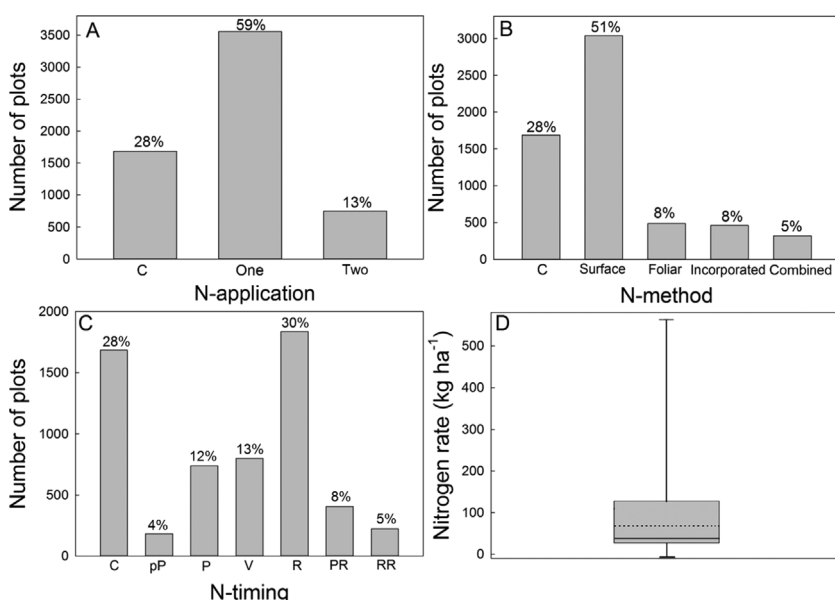 A
Number of plots
3500
3000
2500
2000
1500
1000
500
0
28%
59%
13%
C One Two
N-application
B
Number of plots
3000
2500
2000
1500
1000
500
0
28%
51%
8%
8%
5%
C Surface Foliar Incorporated Combined
N-method
C
Number of plots
2000
1500
1000
500
0
28%
4%
12%
13%
30%
8%
5%
C pP P V R PR RR
N-timing
D
Nitrogen rate (kg ha⁻¹)
500
400
300
200
100
0